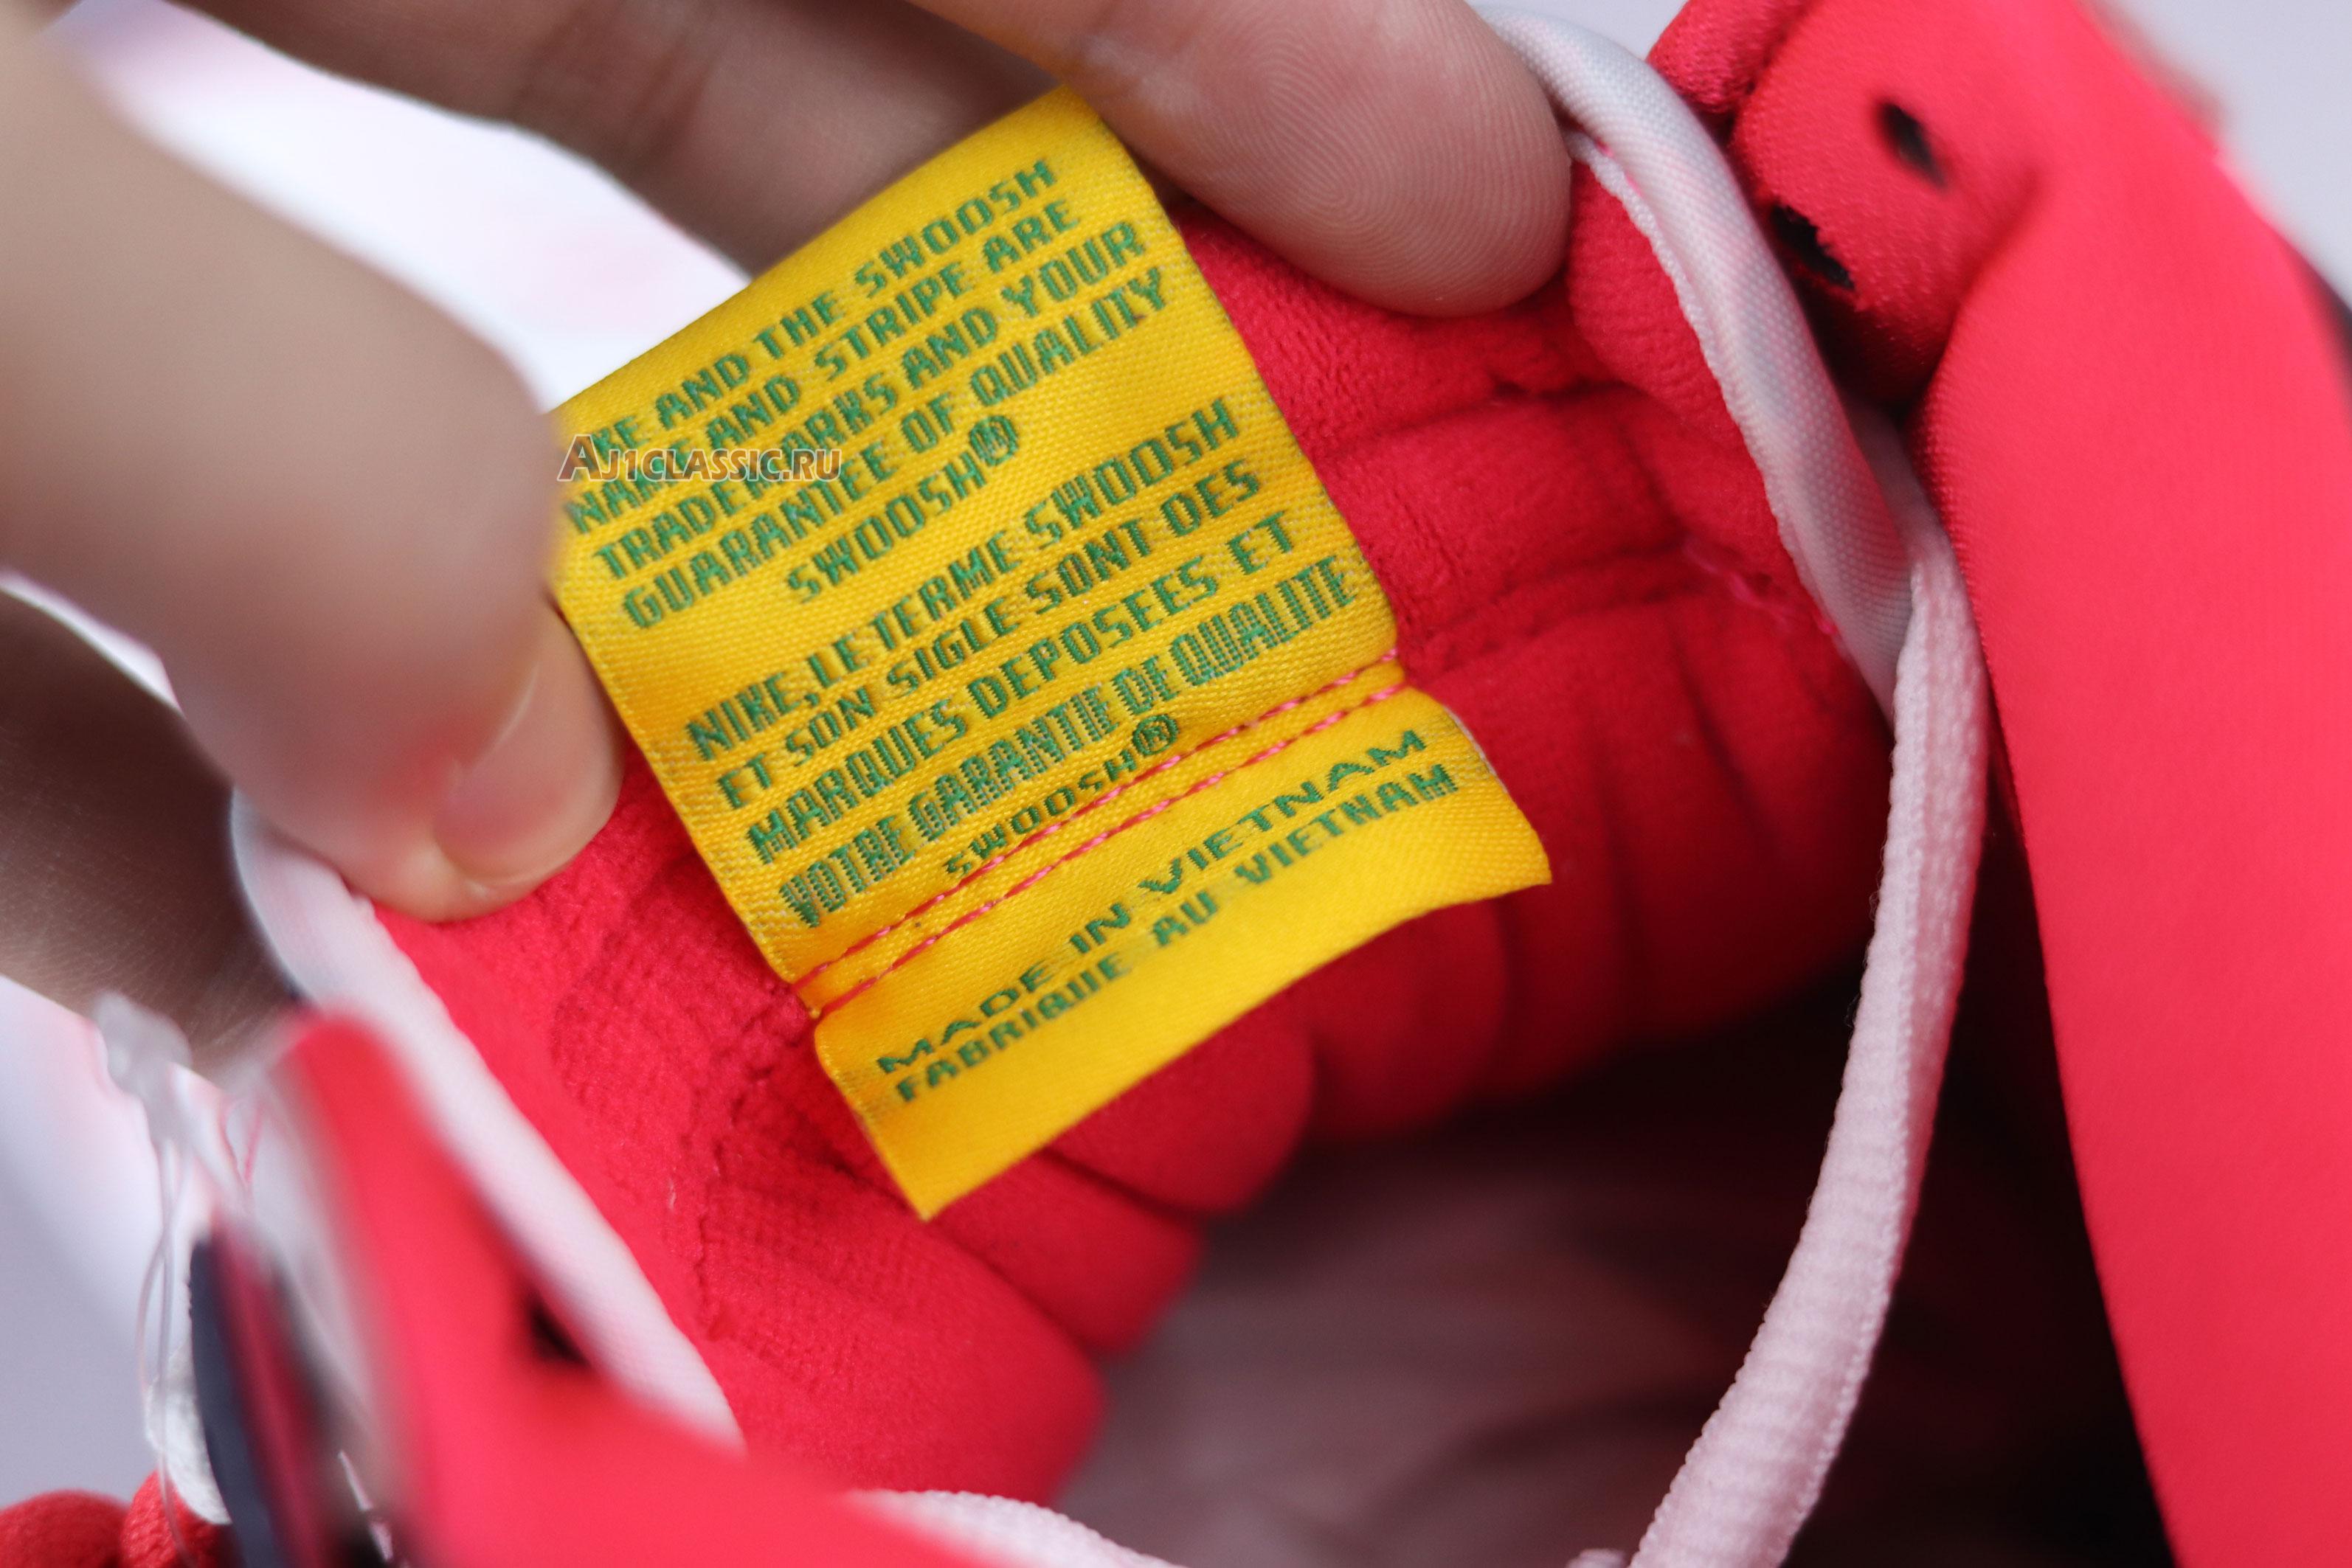 AND THE SWOOSH
NAME AND STRIPE ARE
TRADEMARKS AND YOUR
GUARANTEE OF QUALITY
SWOOSH®
NIKE, LE TERME SWOOSH
ET SON SIGLE SONT DES
MARQUES DEPOSEES ET
VOTRE GARANTIE DE QUALITE
SWOOSH®
MADE IN VIETNAM
FABRIQUE AU VIETNAM
AJ1CLASSIC.RU